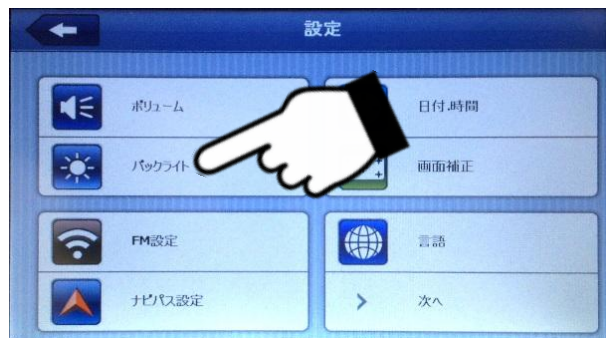 設定
ボリューム
日付.時間
バックライト
画面補正
FM設定
言語
ナビパス設定
次へ